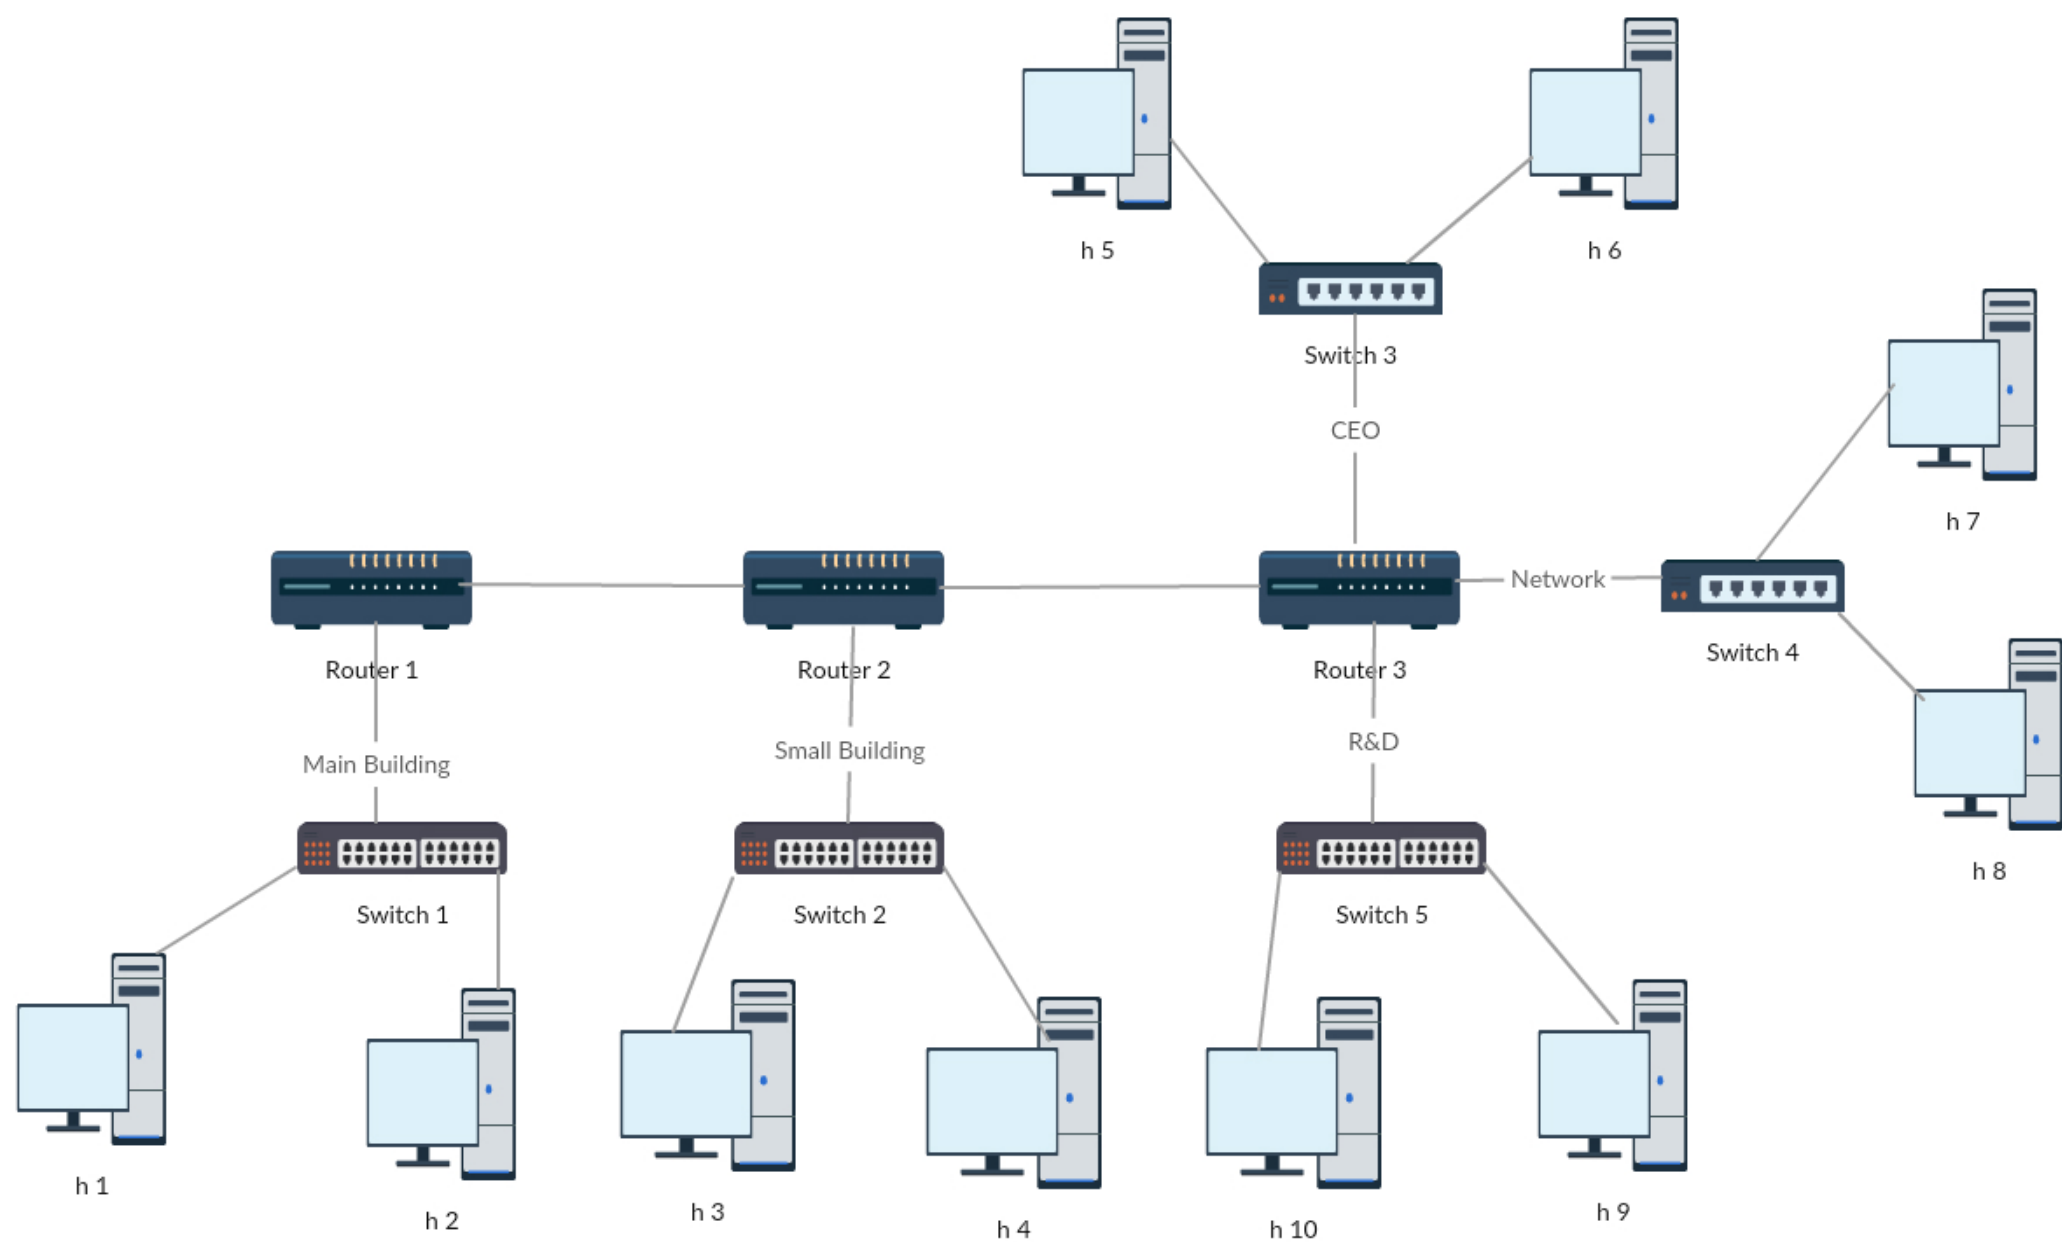 h 5
h 6
Switch 3
CEO
h 7
Network
Switch 4
Router 1
Router 2
Router 3
Main Building
Small Building
R&D
h 8
Switch 1
Switch 2
Switch 5
h 1
h 2
h 3
h 4
h 10
h 9